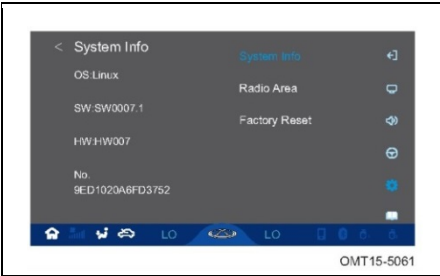 < System Info
OS:Linux
SW:SW0007.1
HW:HW007
No.
9ED1020A6FD3752
System Info
Radio Area
Factory Reset
LO LO
OMT15-5061